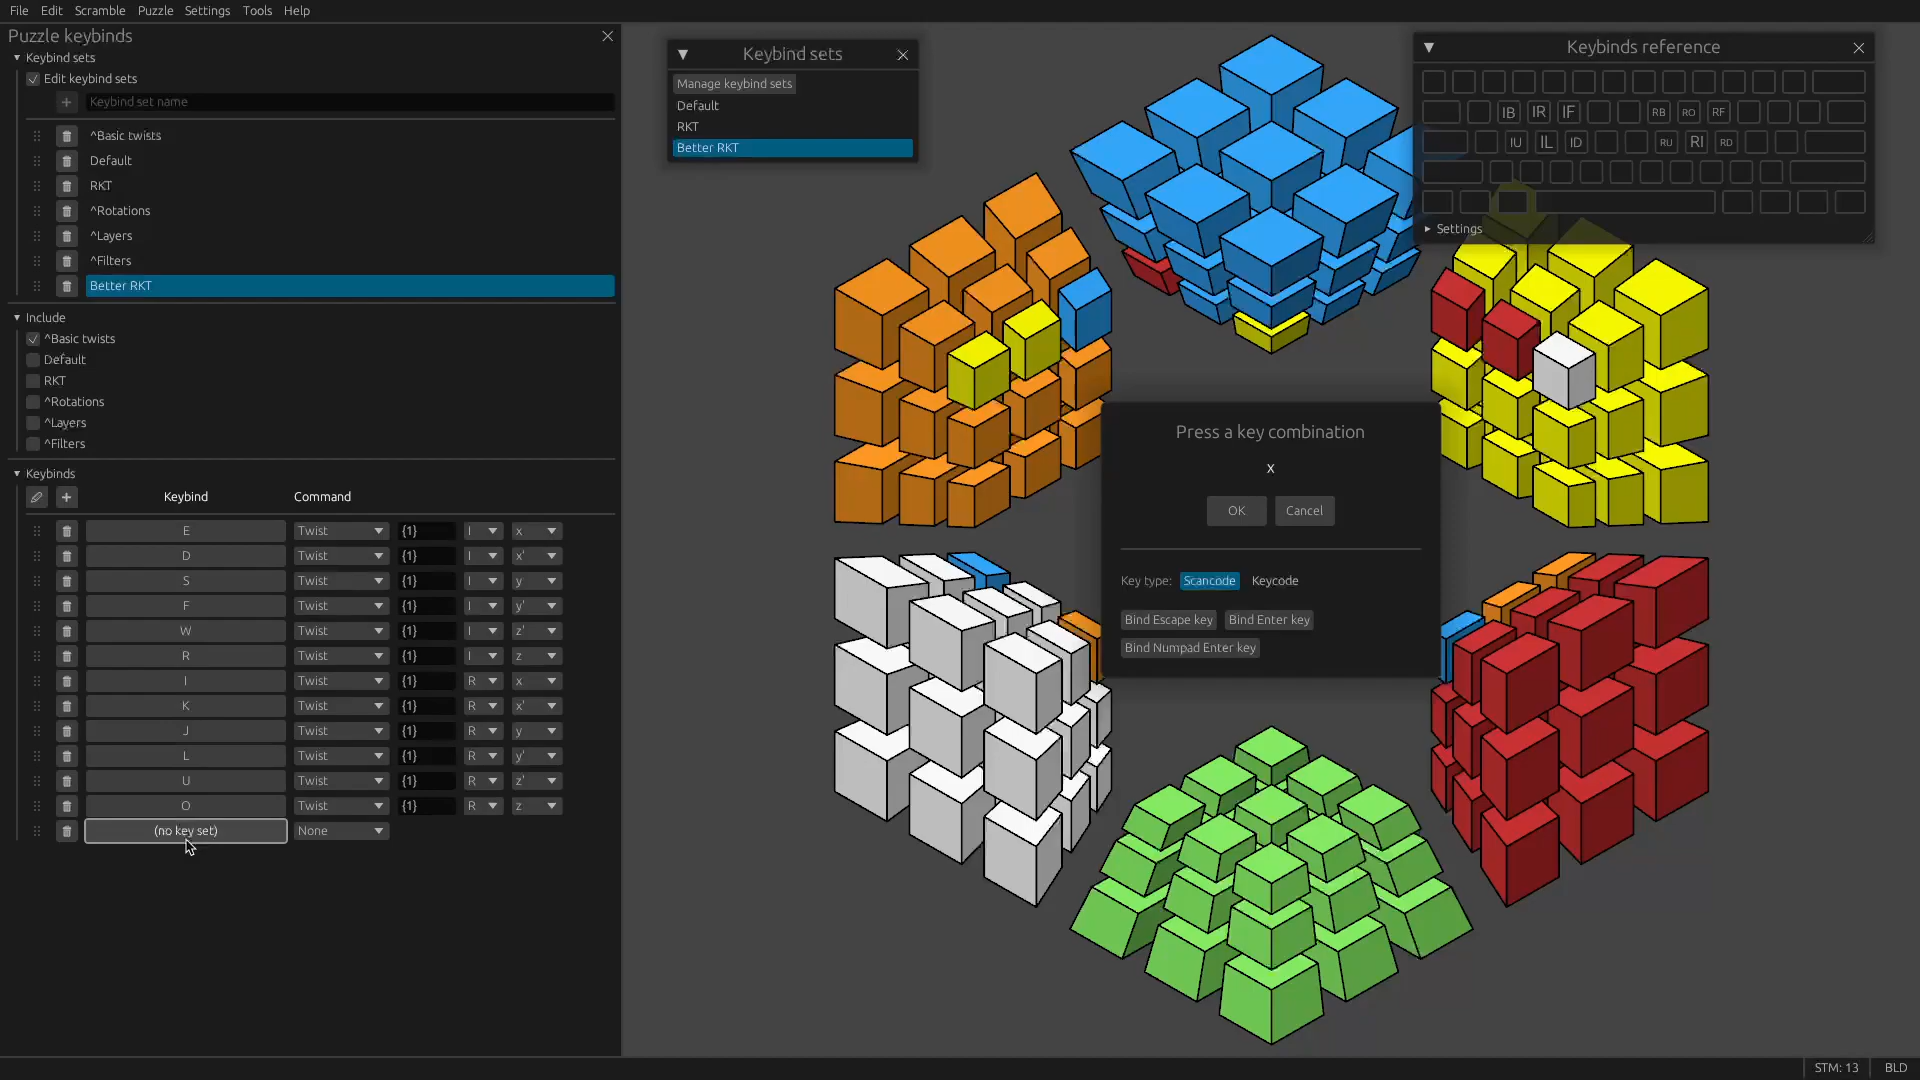 File Edit Scramble Puzzle Settings Tools Help
Puzzle keybinds
Keybind sets
Edit keybind sets
+ Keybind set name
^Basic twists
Default
RKT
^Rotations
^Layers
^Filters
Better RKT
Include
^Basic twists
Default
RKT
^Rotations
^Layers
^Filters
Keybinds
+ Keybind Command
E Twist {1} I x
D Twist {1} I x'
S Twist {1} I y
F Twist {1} I y'
W Twist {1} I z'
R Twist {1} I z
I Twist {1} R x
K Twist {1} R x'
J Twist {1} R y
L Twist {1} R y'
U Twist {1} R z'
O Twist {1} R z
(no key set) None
Keybind sets
Manage keybind sets
Default
RKT
Better RKT
Keybinds reference
IB IR IF RB RO RF
IU IL ID RU RI RD
Settings
Press a key combination
X
OK Cancel
Key type: Scancode Keycode
Bind Escape key Bind Enter key
Bind Numpad Enter key
STM: 13 BLD